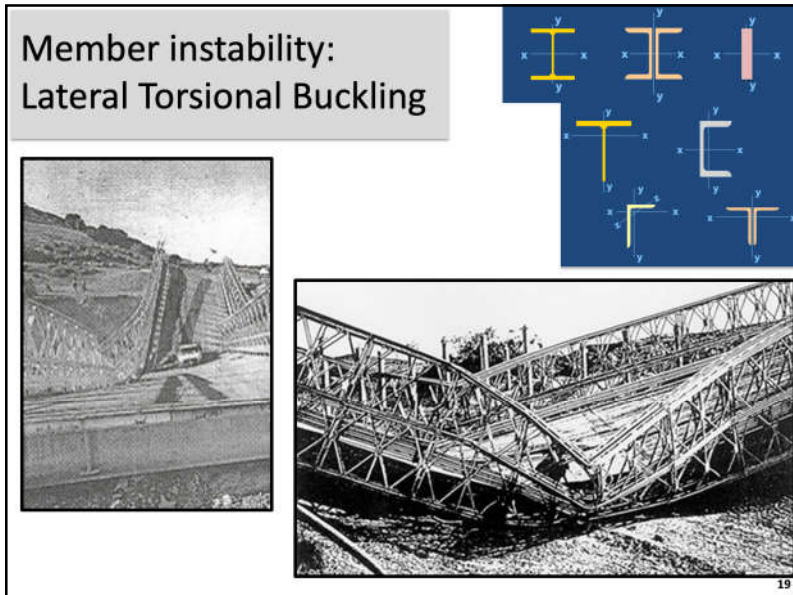 Member instability:
Lateral Torsional Buckling
y y y
x x x x x x
y y y
y y
x x x x
y y
y z y
x x x x
z
y y
19